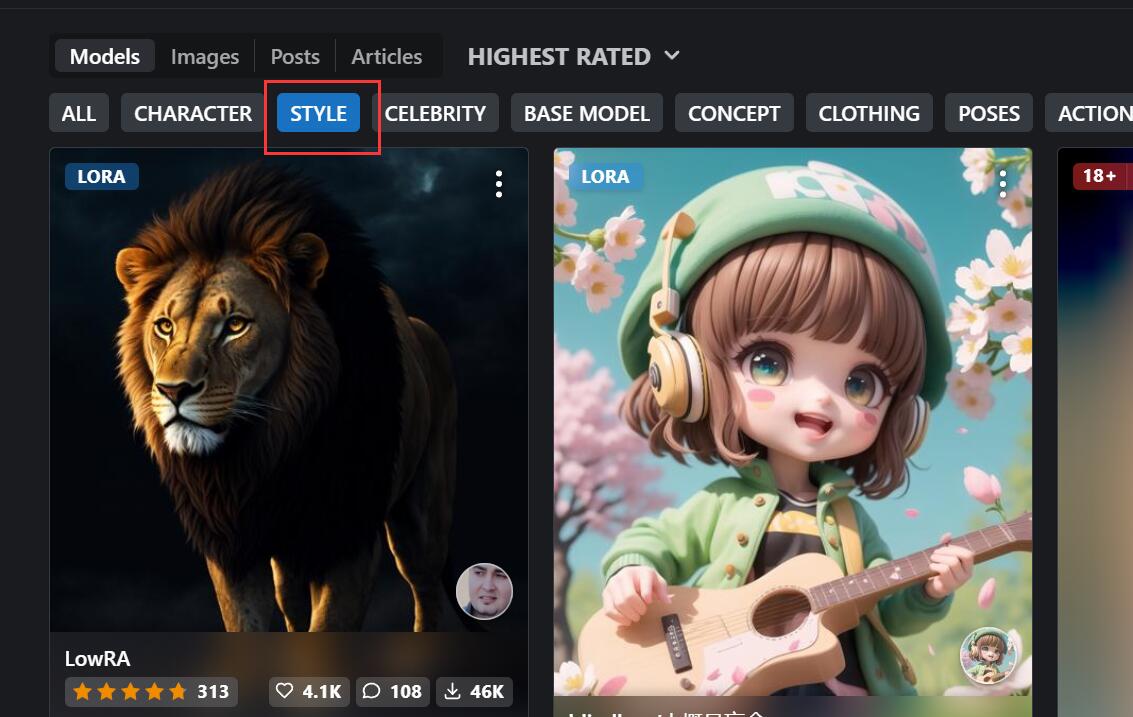 Models Images Posts Articles HIGHEST RATED
ALL CHARACTER STYLE CELEBRITY BASE MODEL CONCEPT CLOTHING POSES ACTION
LORA
LORA
18+
LowRA
313 4.1K 108 46K